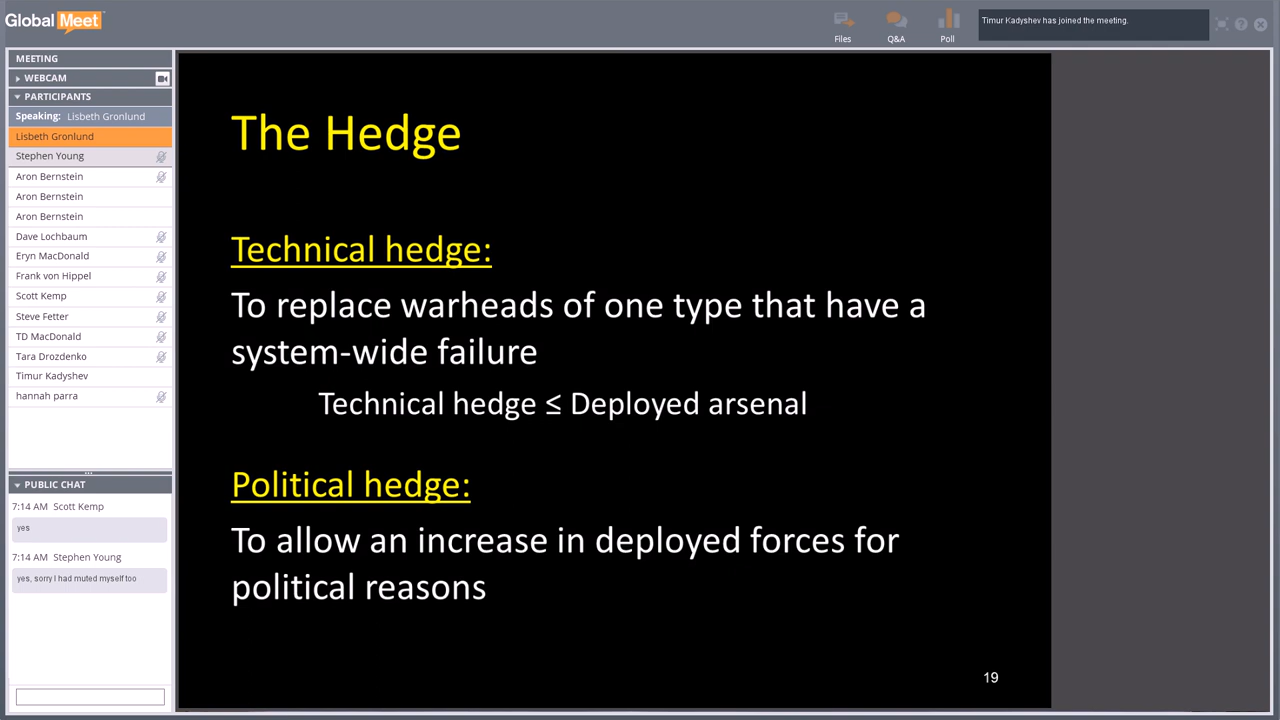 Global Meet
Files
Q&A
Poll
Timur Kadyshev has joined the meeting.
MEETING
WEBCAM
PARTICIPANTS
Speaking: Lisbeth Gronlund
Lisbeth Gronlund
Stephen Young
Aron Bernstein
Aron Bernstein
Aron Bernstein
Dave Lochbaum
Eryn MacDonald
Frank von Hippel
Scott Kemp
Steve Fetter
TD MacDonald
Tara Drozdenko
Timur Kadyshev
hannah parra
PUBLIC CHAT
7:14 AM Scott Kemp
yes
7:14 AM Stephen Young
yes, sorry I had muted myself too
The Hedge
Technical hedge:
To replace warheads of one type that have a
system-wide failure
Technical hedge ≤ Deployed arsenal
Political hedge:
To allow an increase in deployed forces for
political reasons
19